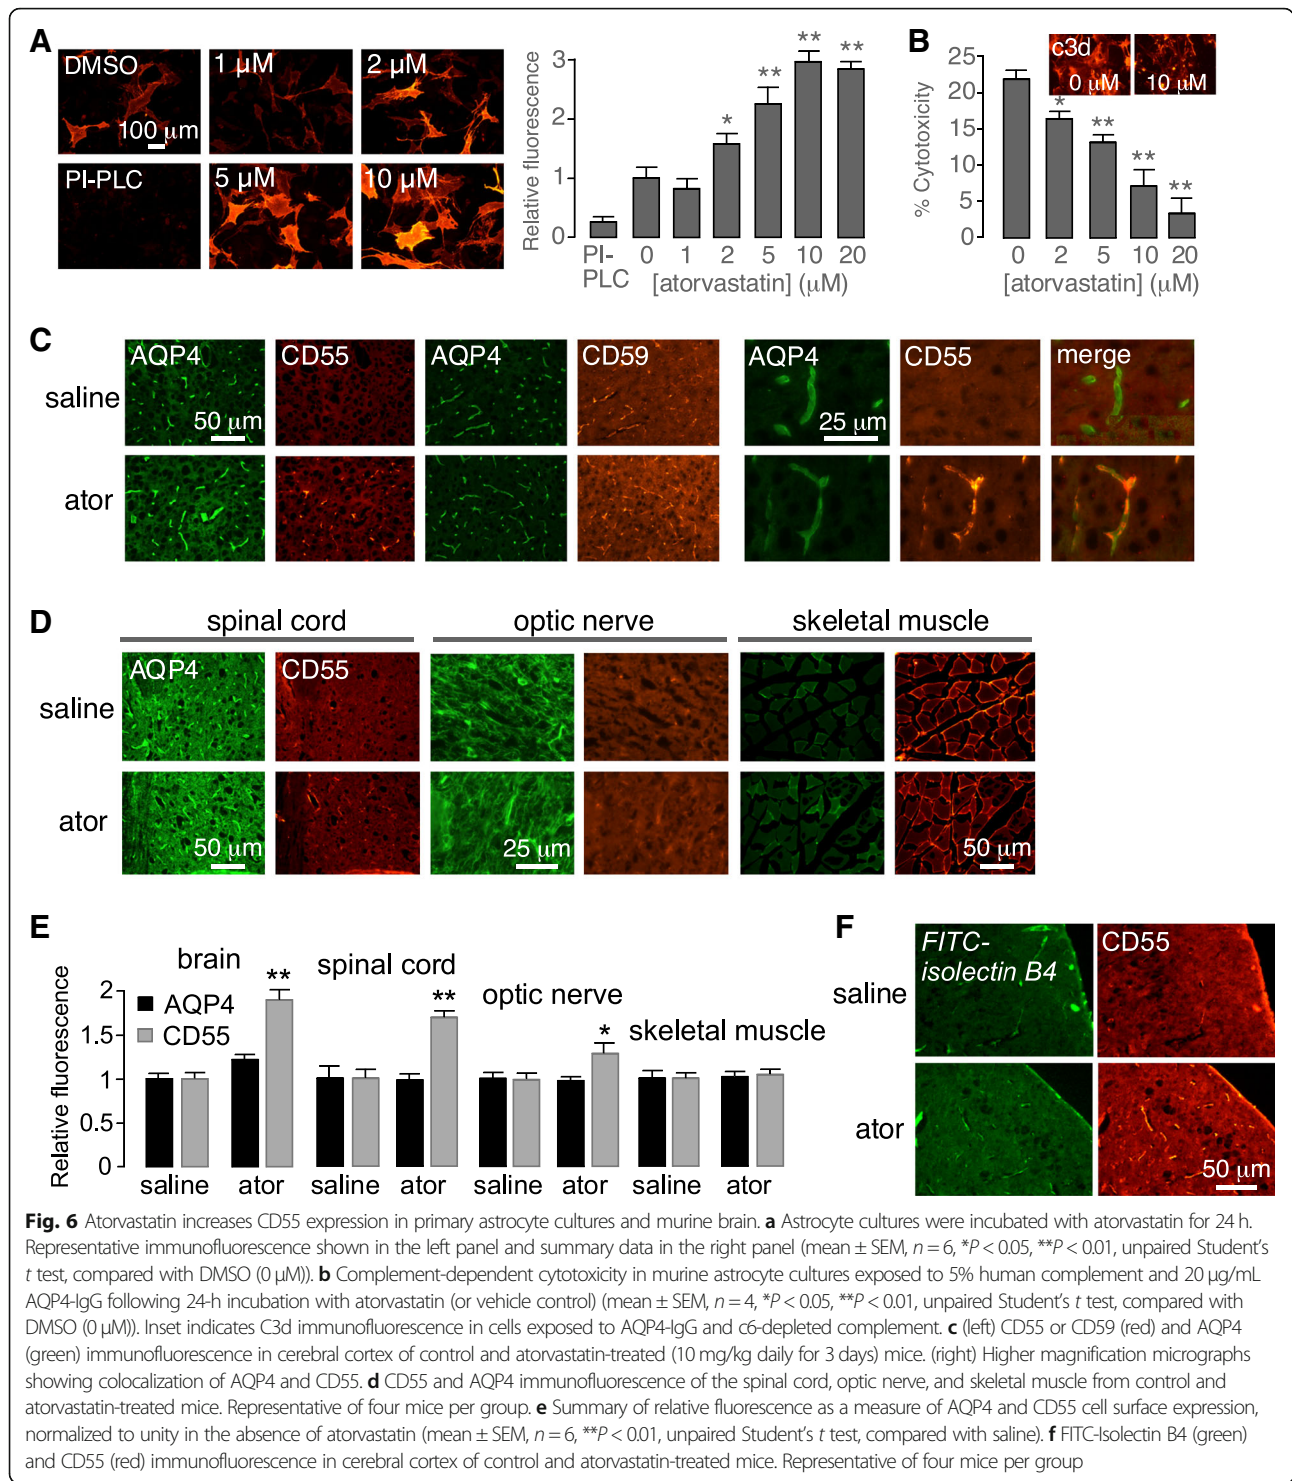 A
DMSO
1 µM
2 µM
100 µm
PI-PLC
5 µM
10 µM
Relative fluorescence
3
2
1
0
*
**
**
**
PI-PLC
0
1
2
5
10
20
[atorvastatin] (µM)
B
c3d
0 µM
10 µM
% Cytotoxicity
25
20
15
10
5
0
*
**
**
**
0
2
5
10
20
[atorvastatin] (µM)
C
AQP4
CD55
AQP4
CD59
AQP4
CD55
merge
saline
50 µm
25 µm
ator
D
spinal cord
optic nerve
skeletal muscle
AQP4
CD55
saline
ator
50 µm
25 µm
50 µm
E
Relative fluorescence
2
1.5
1
0.5
0
AQP4
CD55
brain
**
spinal cord
**
optic nerve
*
skeletal muscle
saline
ator
saline
ator
saline
ator
saline
ator
F
FITC-
isolectin B4
CD55
saline
ator
50 µm
Fig. 6 Atorvastatin increases CD55 expression in primary astrocyte cultures and murine brain. a Astrocyte cultures were incubated with atorvastatin for 24 h.
Representative immunofluorescence shown in the left panel and summary data in the right panel (mean ± SEM, n = 6, *P < 0.05, **P < 0.01, unpaired Student's
t test, compared with DMSO (0 µM)). b Complement-dependent cytotoxicity in murine astrocyte cultures exposed to 5% human complement and 20 µg/mL
AQP4-IgG following 24-h incubation with atorvastatin (or vehicle control) (mean ± SEM, n = 4, *P < 0.05, **P < 0.01, unpaired Student's t test, compared with
DMSO (0 µM)). Inset indicates C3d immunofluorescence in cells exposed to AQP4-IgG and c6-depleted complement. c (left) CD55 or CD59 (red) and AQP4
(green) immunofluorescence in cerebral cortex of control and atorvastatin-treated (10 mg/kg daily for 3 days) mice. (right) Higher magnification micrographs
showing colocalization of AQP4 and CD55. d CD55 and AQP4 immunofluorescence of the spinal cord, optic nerve, and skeletal muscle from control and
atorvastatin-treated mice. Representative of four mice per group. e Summary of relative fluorescence as a measure of AQP4 and CD55 cell surface expression,
normalized to unity in the absence of atorvastatin (mean ± SEM, n = 6, **P < 0.01, unpaired Student's t test, compared with saline). f FITC-Isolectin B4 (green)
and CD55 (red) immunofluorescence in cerebral cortex of control and atorvastatin-treated mice. Representative of four mice per group